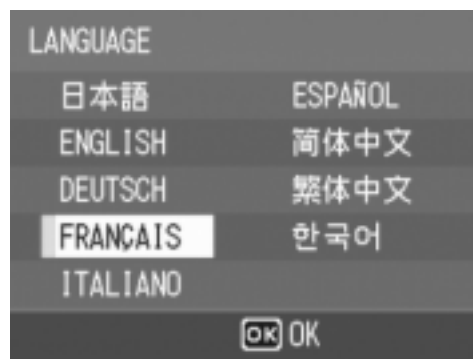 LANGUAGE
日本語 ESPAÑOL
ENGLISH 简体中文
DEUTSCH 繁体中文
FRANÇAIS 한국어
ITALIANO
OK OK